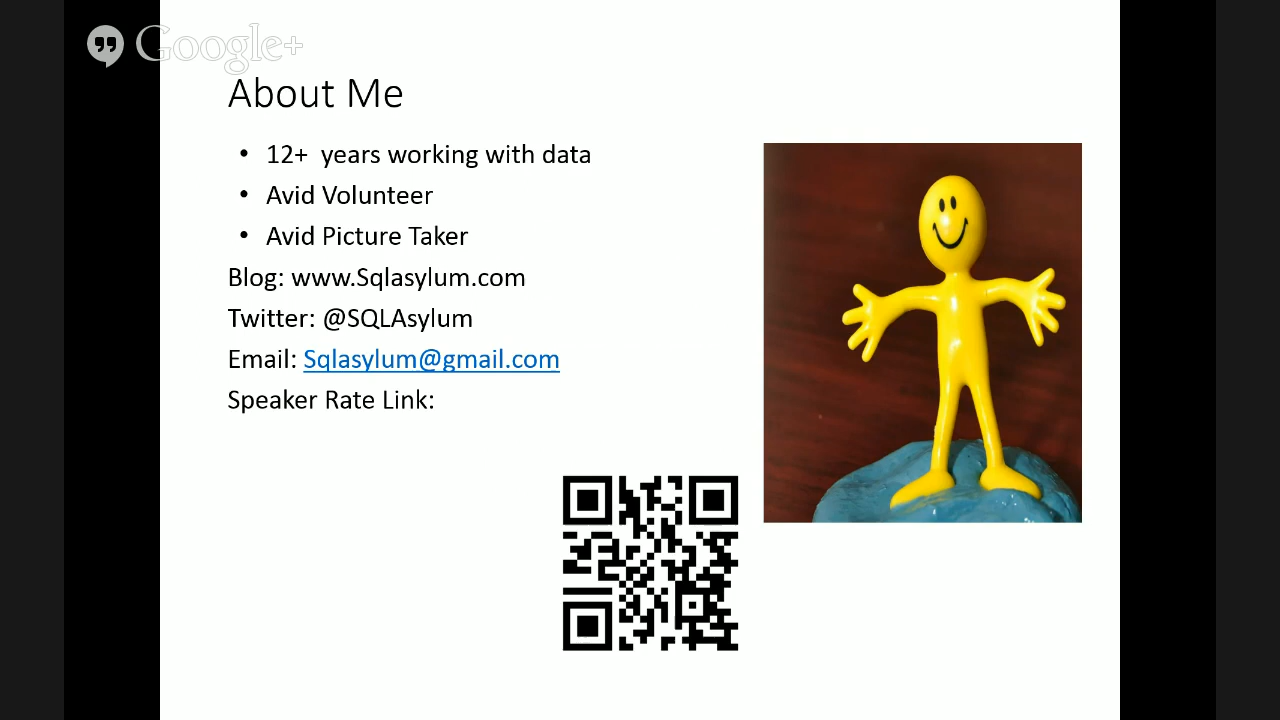 Google+
About Me
• 12+ years working with data
• Avid Volunteer
• Avid Picture Taker
Blog: www.Sqlasylum.com
Twitter: @SQLAsylum
Email: Sqlasylum@gmail.com
Speaker Rate Link: